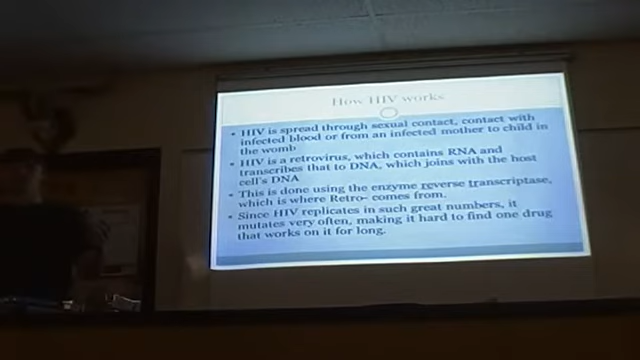 How HIV works
• HIV is spread through sexual contact, contact with
infected blood or from an infected mother to child in
the womb
• HIV is a retrovirus, which contains RNA and
transcribes that to DNA, which joins with the host
cell's DNA
• This is done using the enzyme reverse transcriptase,
which is where Retro- comes from.
• Since HIV replicates in such great numbers, it
mutates very often, making it hard to find one drug
that works on it for long.